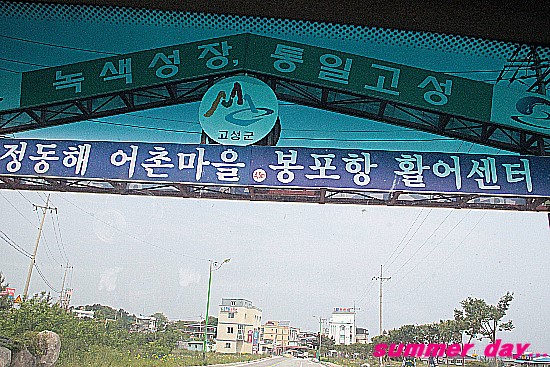 녹색성장, 통일고성
고성군
정동해 어촌마을 봉포항 활어센터
summer day...